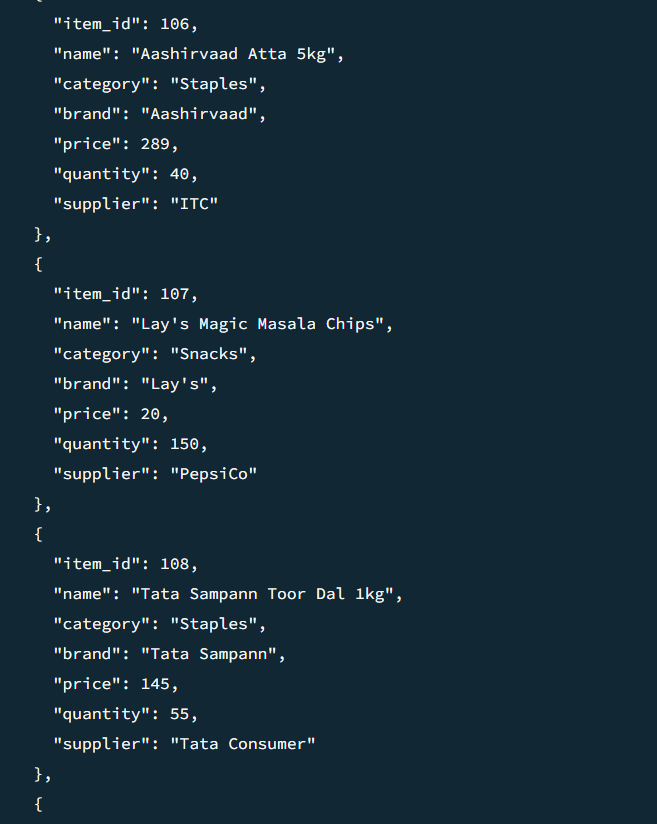 "item_id": 106,
"name": "Aashirvaad Atta 5kg",
"category": "Staples",
"brand": "Aashirvaad",
"price": 289,
"quantity": 40,
"supplier": "ITC"
},
{
"item_id": 107,
"name": "Lay's Magic Masala Chips",
"category": "Snacks",
"brand": "Lay's",
"price": 20,
"quantity": 150,
"supplier": "PepsiCo"
},
{
"item_id": 108,
"name": "Tata Sampann Toor Dal 1kg",
"category": "Staples",
"brand": "Tata Sampann",
"price": 145,
"quantity": 55,
"supplier": "Tata Consumer"
},
{